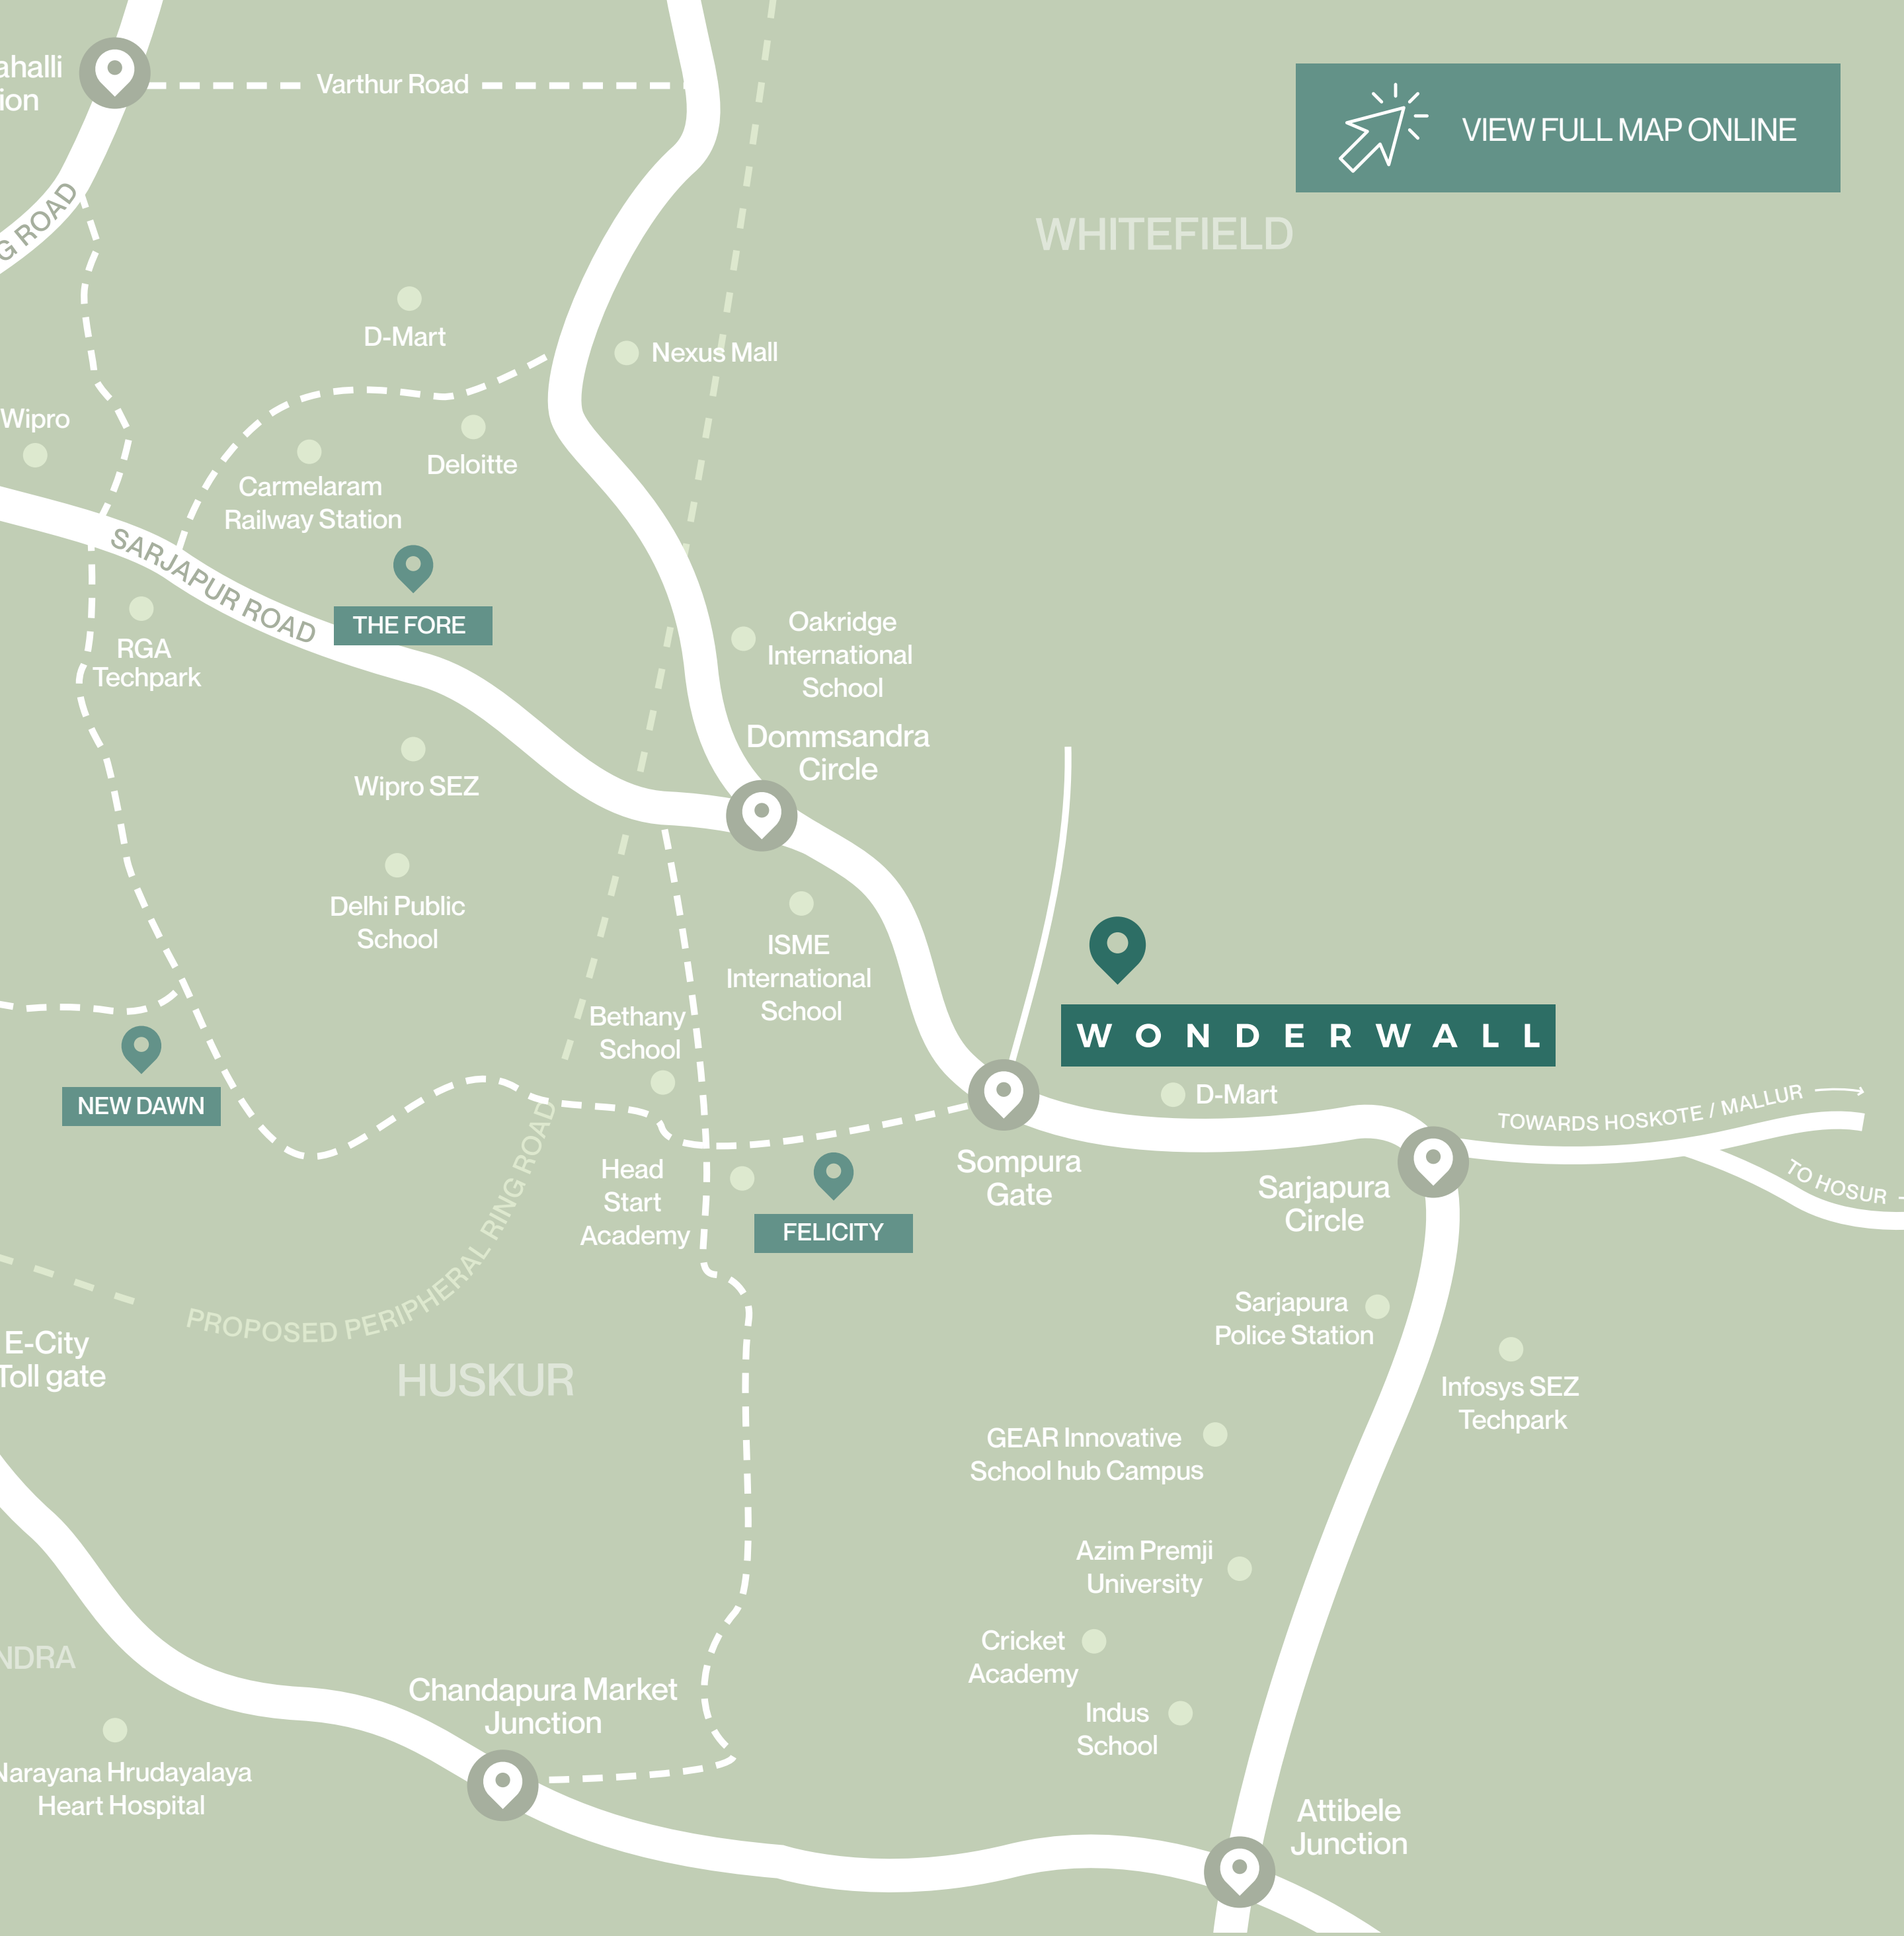 ahalli
ion
Varthur Road
VIEW FULL MAP ONLINE
WHITEFIELD
G ROAD
D-Mart
Nexus Mall
Wipro
Deloitte
Carmelaram
Railway Station
SARJAPUR ROAD
THE FORE
RGA
Techpark
Oakridge
International
School
Dommsandra
Circle
Wipro SEZ
Delhi Public
School
ISME
International
School
Bethany
School
WONDERWALL
NEW DAWN
D-Mart
TOWARDS HOSKOTE / MALLUR
TO HOSUR
Sompura
Gate
Sarjapura
Circle
Head
Start
Academy
FELICITY
PROPOSED PERIPHERAL RING ROAD
E-City
Toll gate
HUSKUR
Sarjapura
Police Station
Infosys SEZ
Techpark
GEAR Innovative
School hub Campus
Azim Premji
University
Cricket
Academy
NDRA
Chandapura Market
Junction
Indus
School
Narayana Hrudayalaya
Heart Hospital
Attibele
Junction